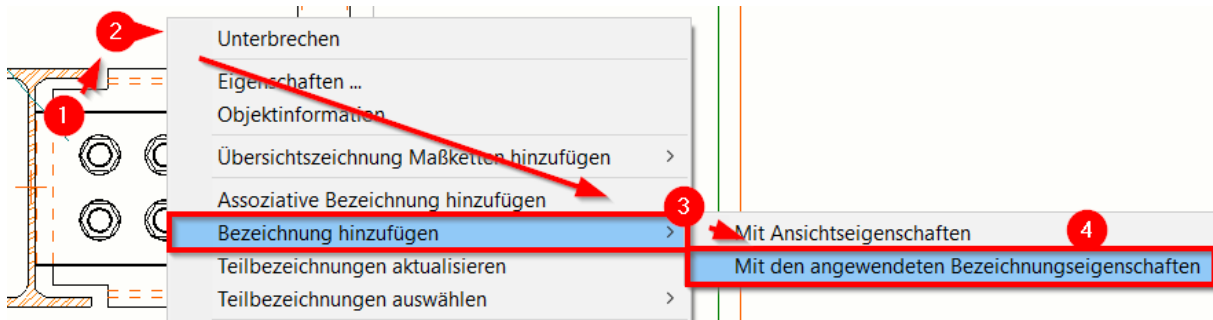 2
Unterbrechen
Eigenschaften ...
1
Objektinformation
Übersichtszeichnung Maßketten hinzufügen >
Assoziative Bezeichnung hinzufügen
3
Bezeichnung hinzufügen >
Mit Ansichtseigenschaften
4
Teilbezeichnungen aktualisieren
Mit den angewendeten Bezeichnungseigenschaften
Teilbezeichnungen auswählen >